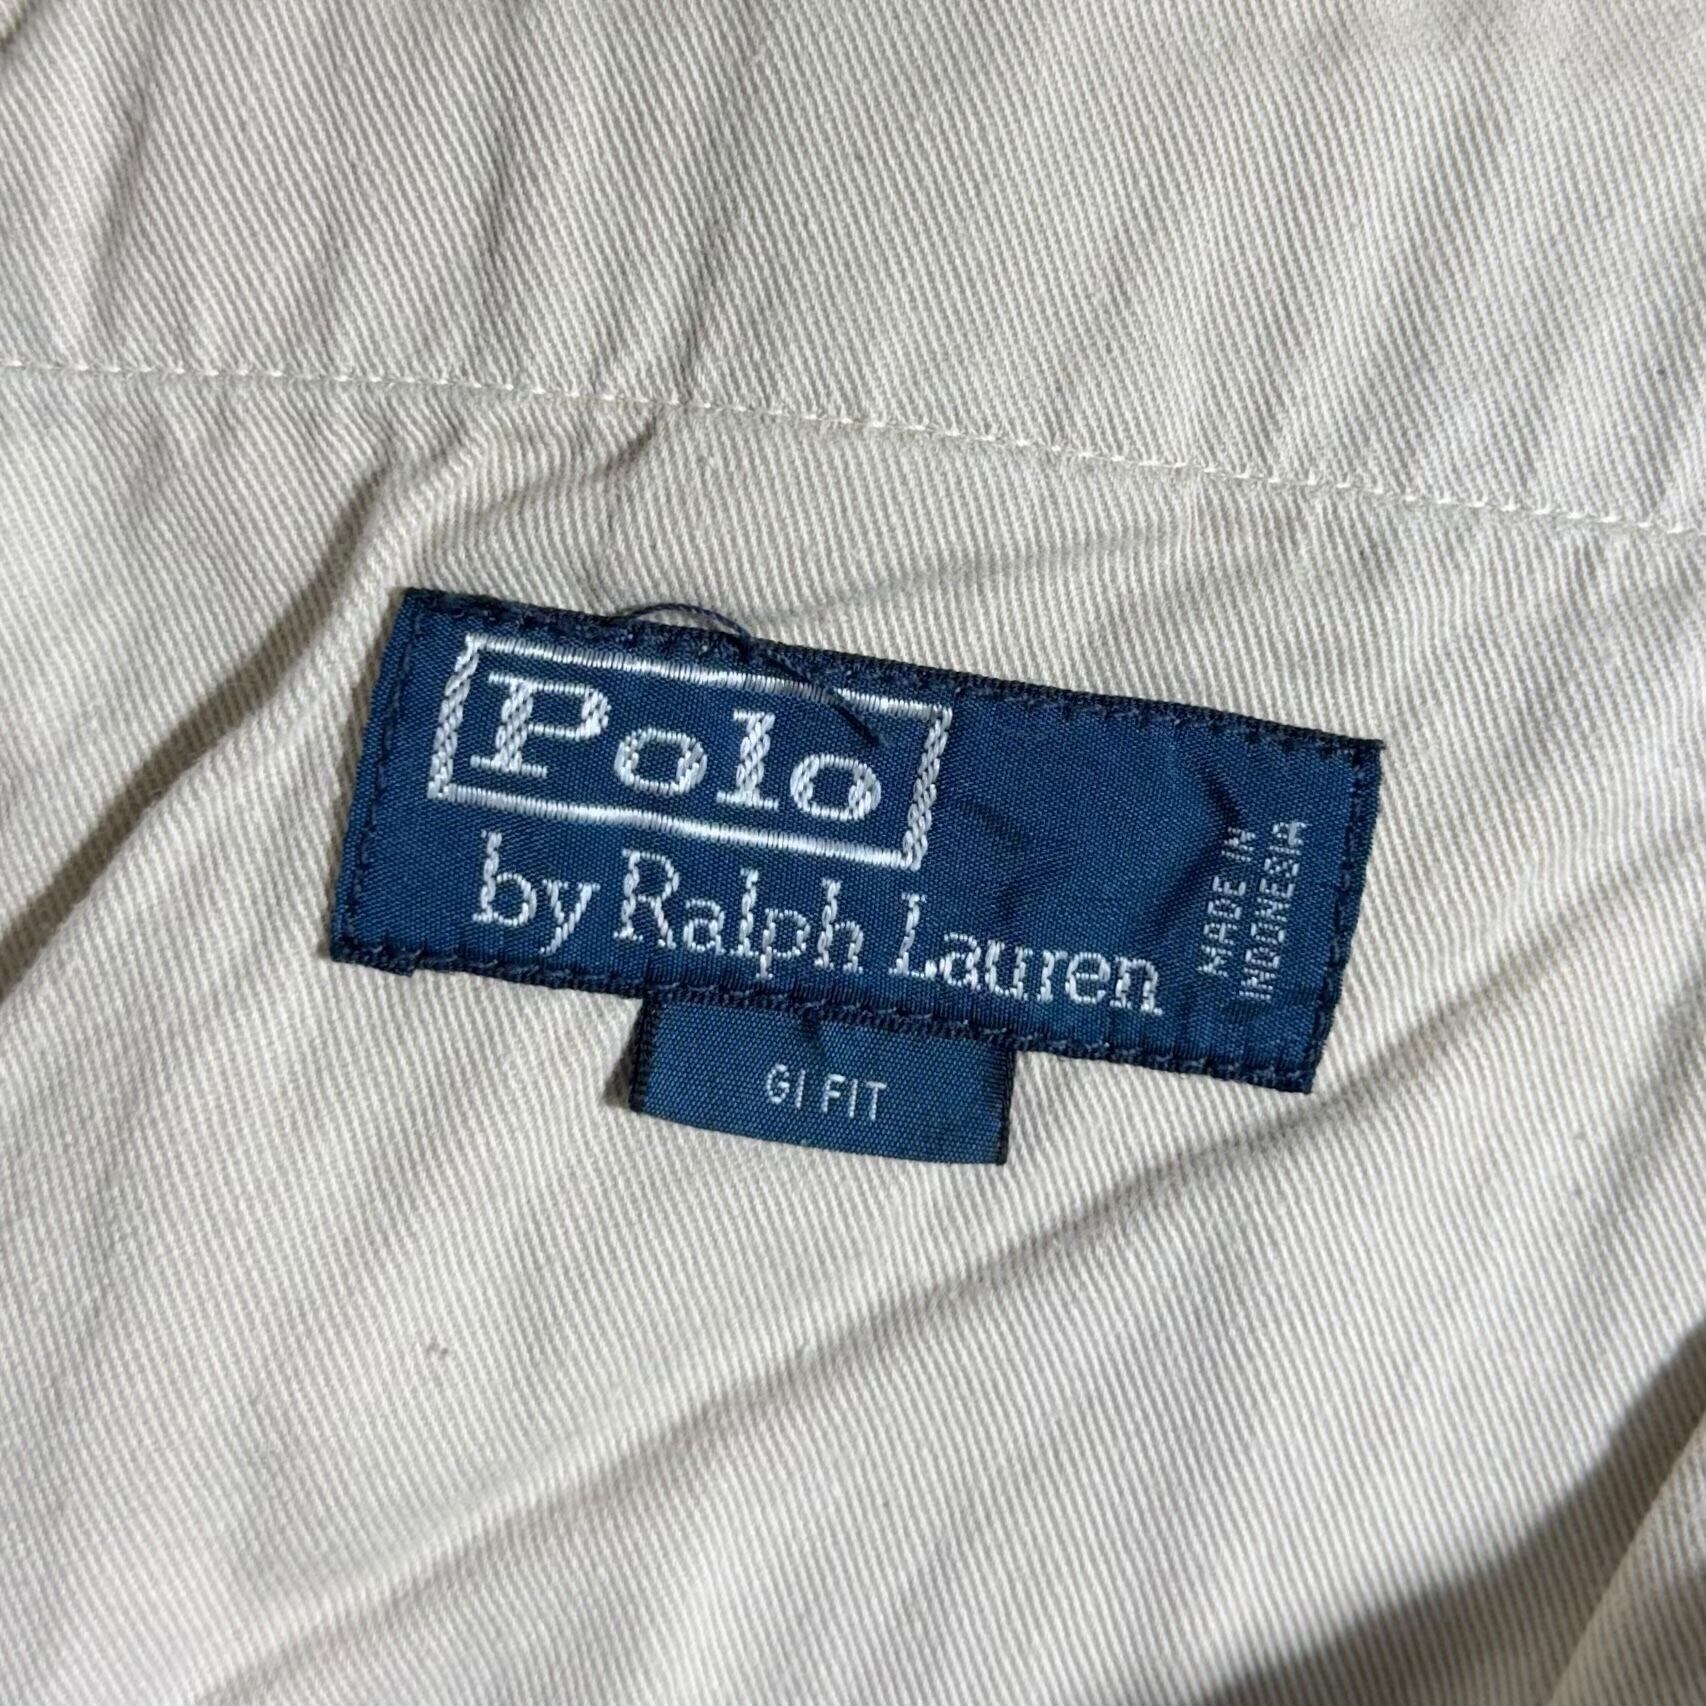 Polo
by Ralph Lauren
MADE IN
INDONESIA
GI FIT